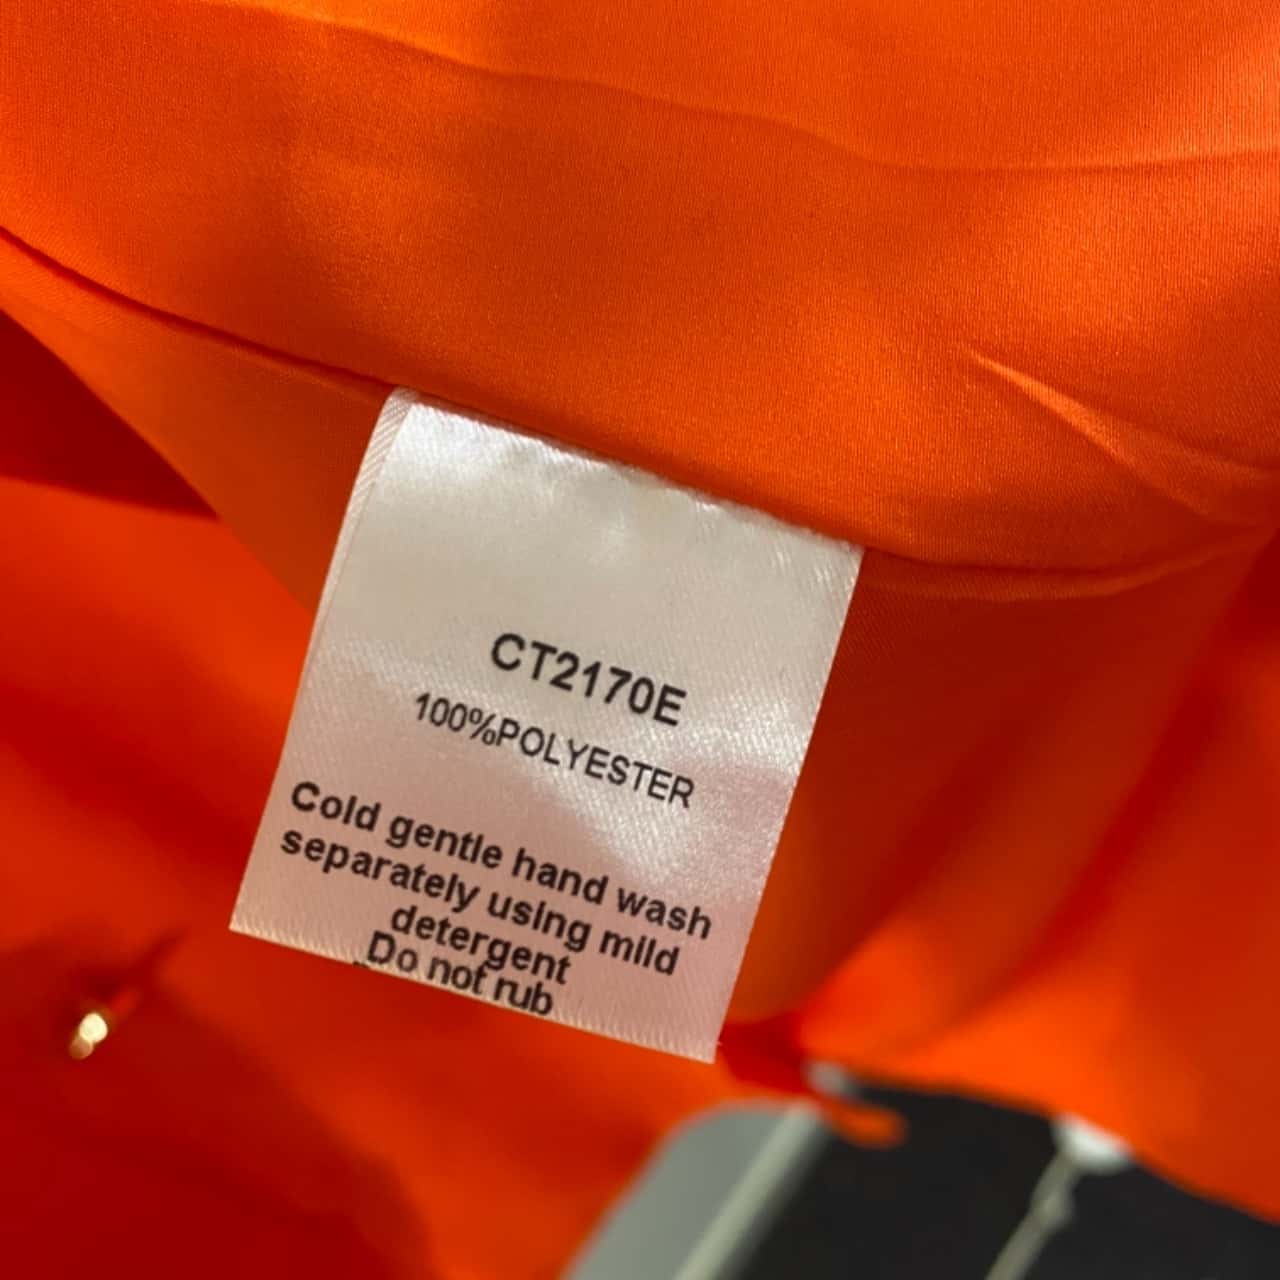 CT2170E
100%POLYESTER
Cold gentle hand wash
separately using mild
detergent
Do not rub